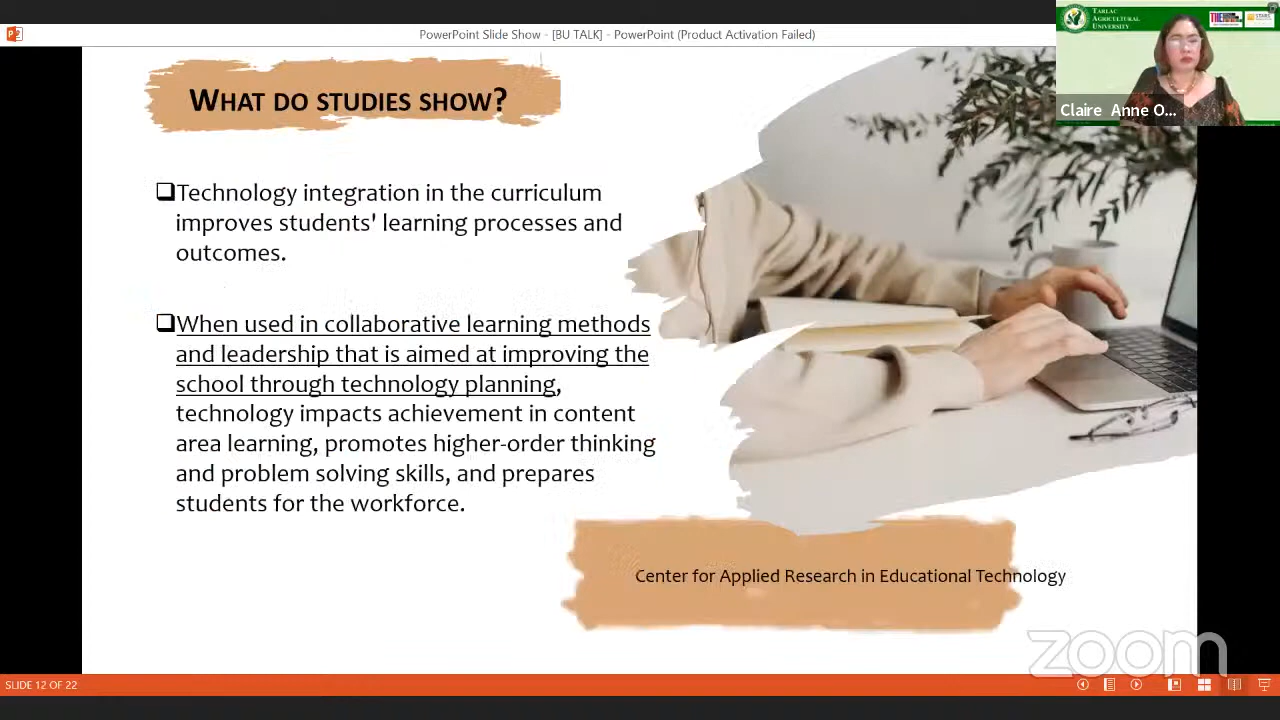 PowerPoint Slide Show - [BU TALK] - PowerPoint (Product Activation Failed)
TARLAC
AGRICULTURAL
UNIVERSITY
Claire Anne O...
WHAT DO STUDIES SHOW?
Technology integration in the curriculum
improves students' learning processes and
outcomes.
When used in collaborative learning methods
and leadership that is aimed at improving the
school through technology planning,
technology impacts achievement in content
area learning, promotes higher-order thinking
and problem solving skills, and prepares
students for the workforce.
Center for Applied Research in Educational Technology
zoom
SLIDE 12 OF 22